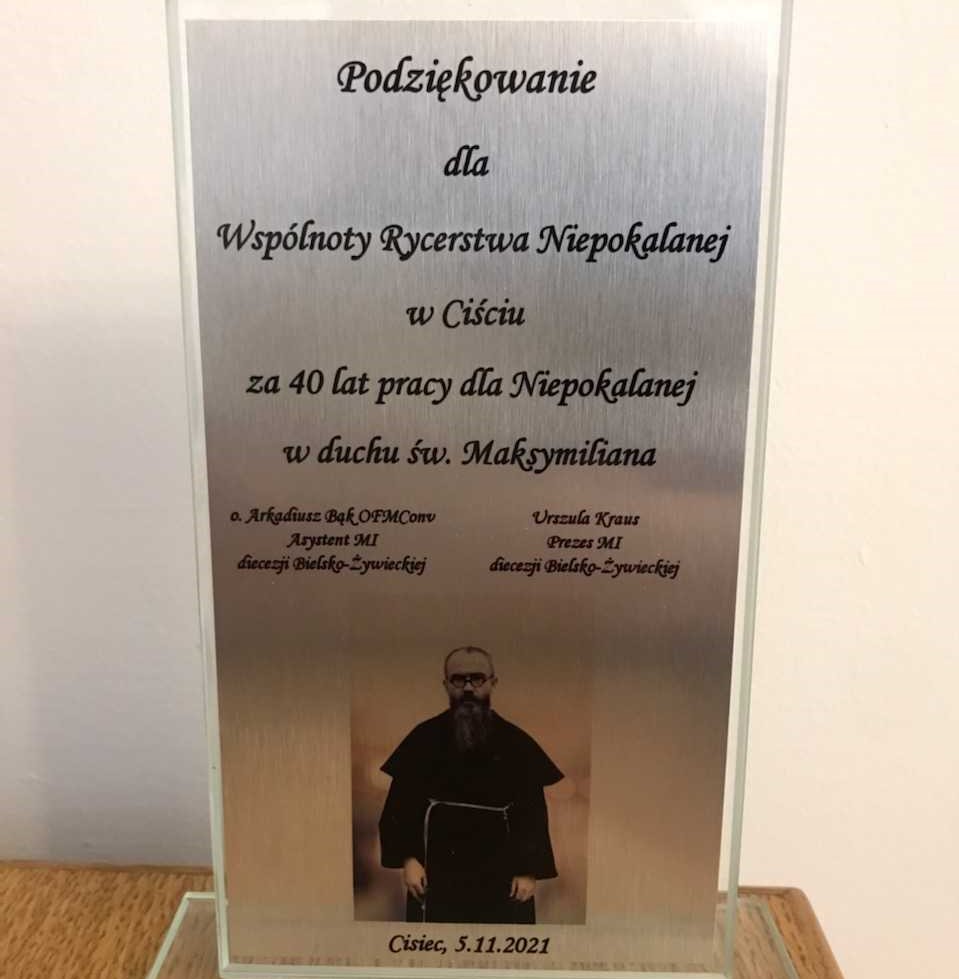 Podziękowanie
dla
Wspólnoty Rycerstwa Niepokalanej
w Ciściu
za 40 lat pracy dla Niepokalanej
w duchu św. Maksymiliana
o. Arkadiusz Bąk OFMConv
Asystent MI
diecezji Bielsko-Żywieckiej
Urszula Kraus
Prezes MI
diecezji Bielsko-Żywieckiej
Cisiec, 5.11.2021